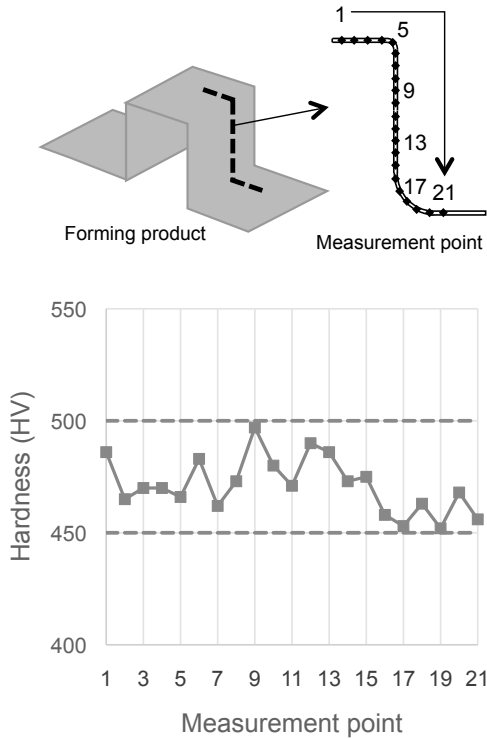 1
5
9
13
17 21
Forming product
Measurement point
550
500
450
400
Hardness (HV)
1 3 5 7 9 11 13 15 17 19 21
Measurement point